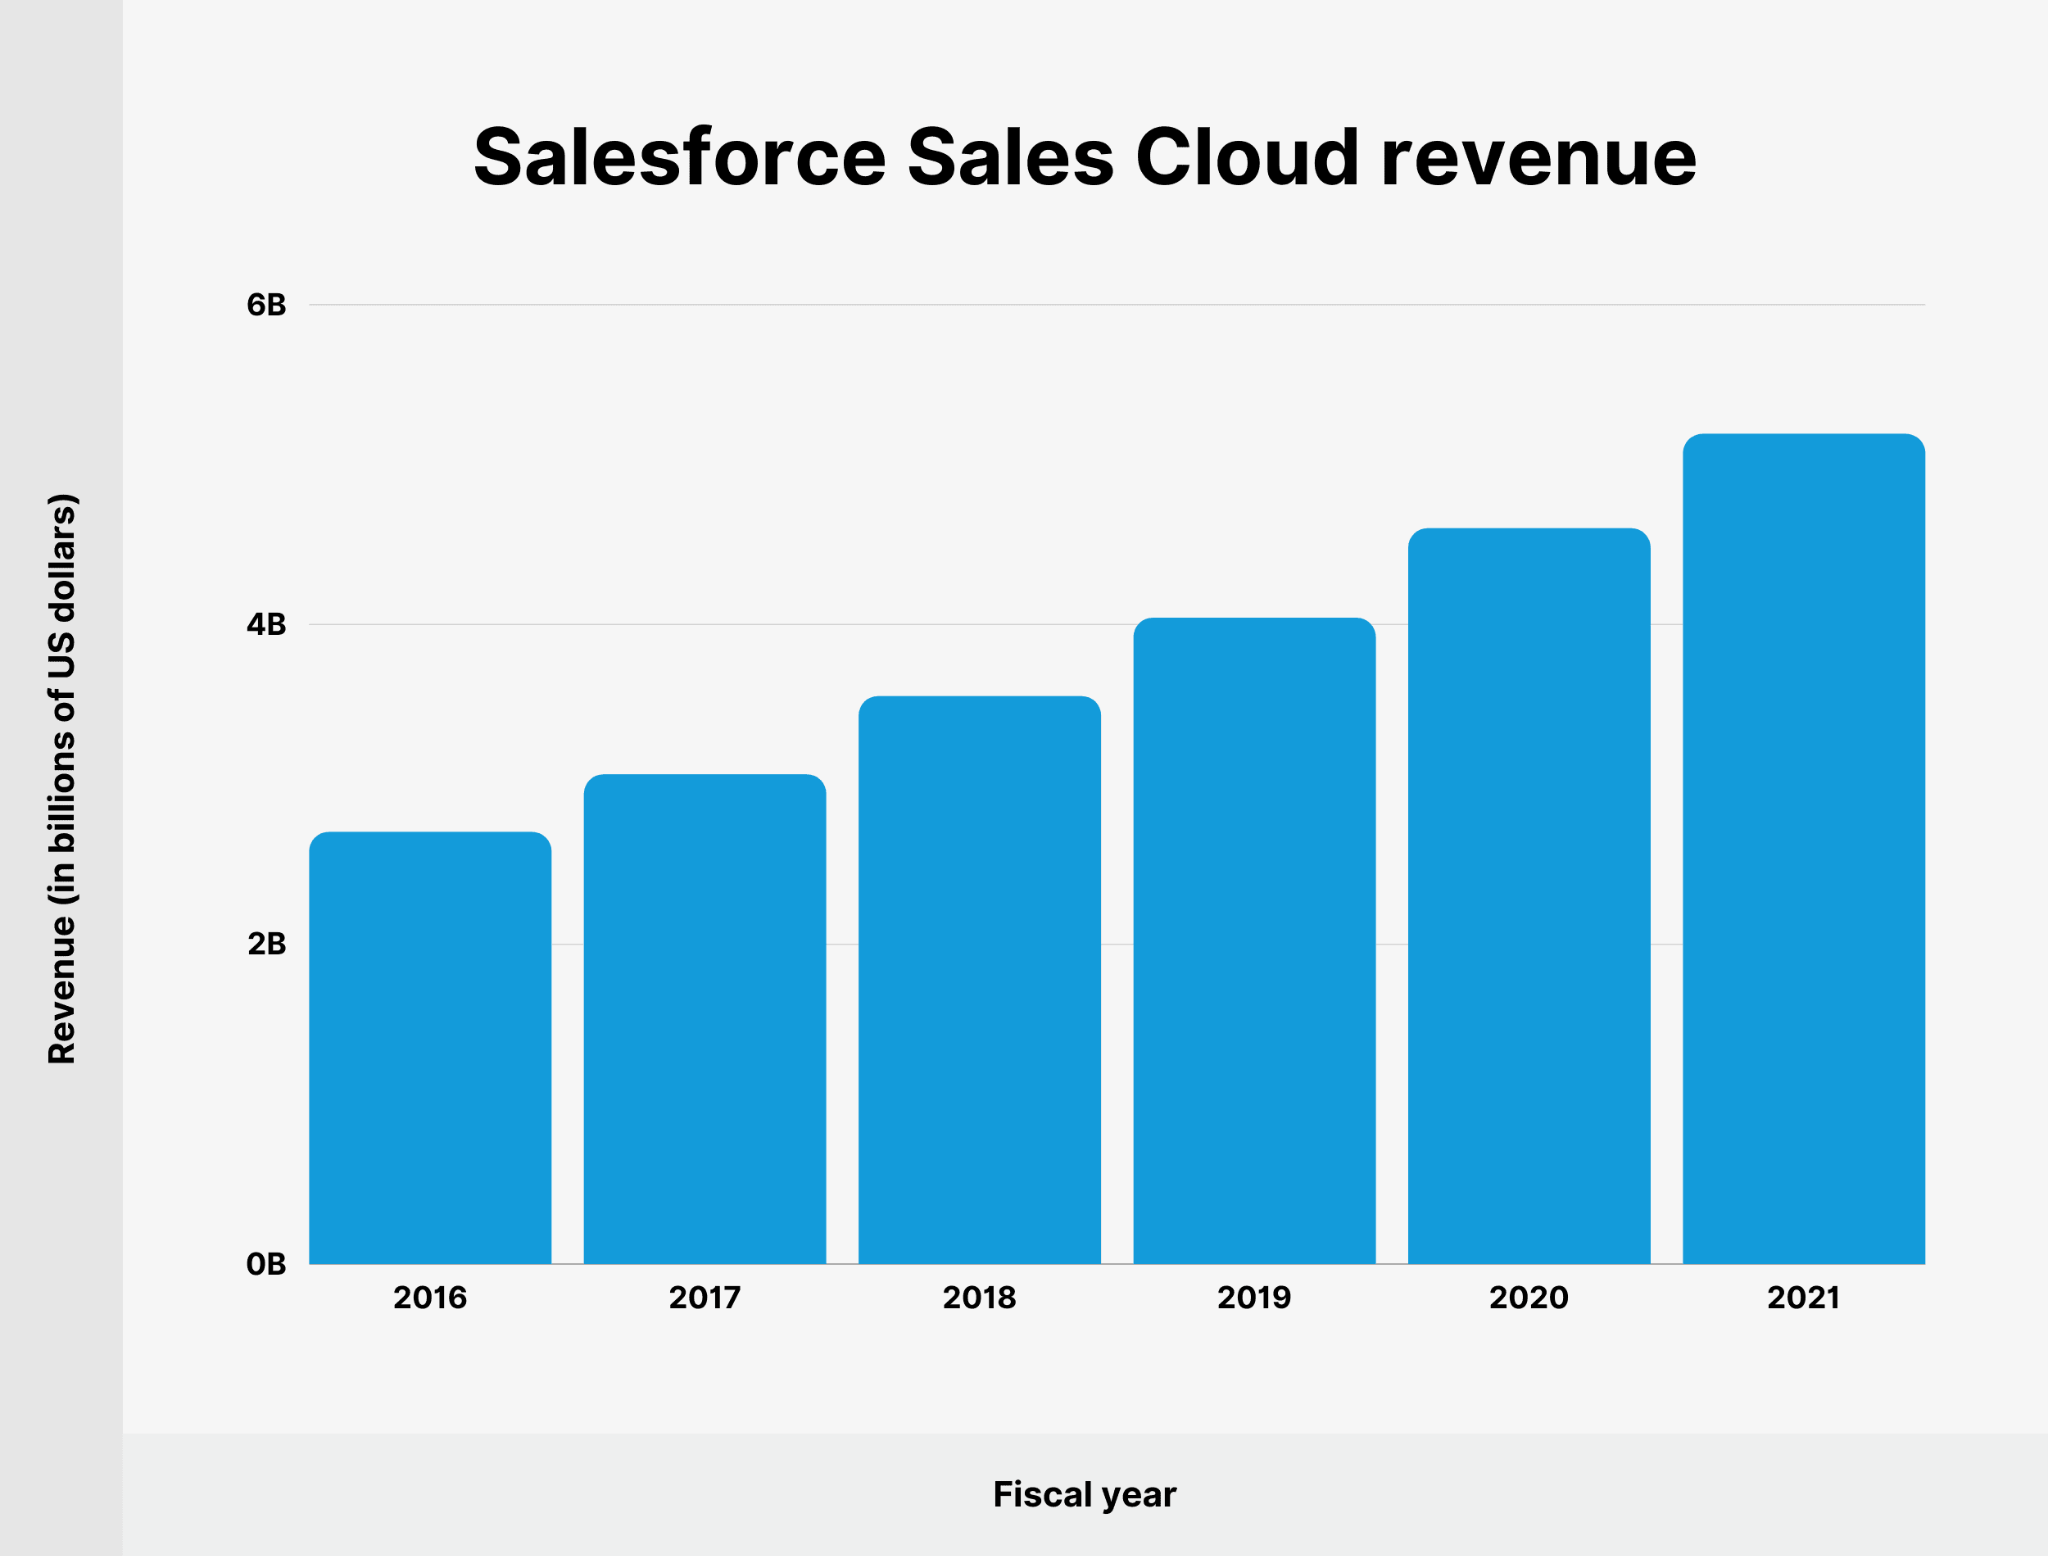 Salesforce Sales Cloud revenue
Revenue (in billions of US dollars)
6B
4B
2B
0B
2016 2017 2018 2019 2020 2021
Fiscal year